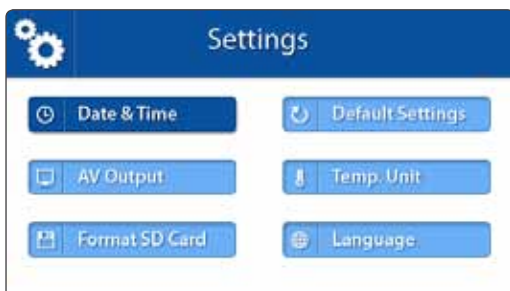 Settings
Date & Time
Default Settings
AV Output
Temp. Unit
Format SD Card
Language